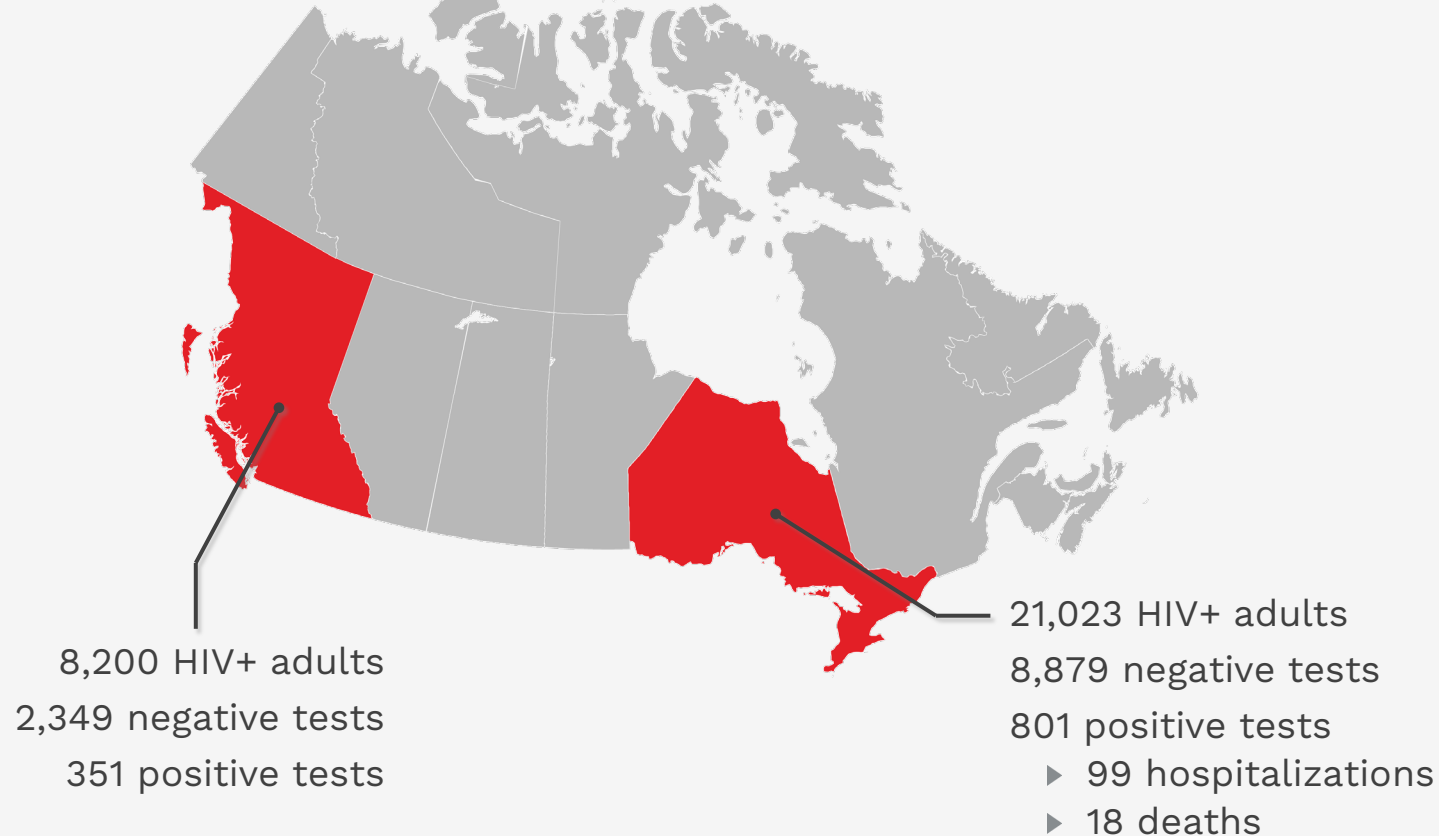 8,200 HIV+ adults
2,349 negative tests
351 positive tests
21,023 HIV+ adults
8,879 negative tests
801 positive tests
99 hospitalizations
18 deaths